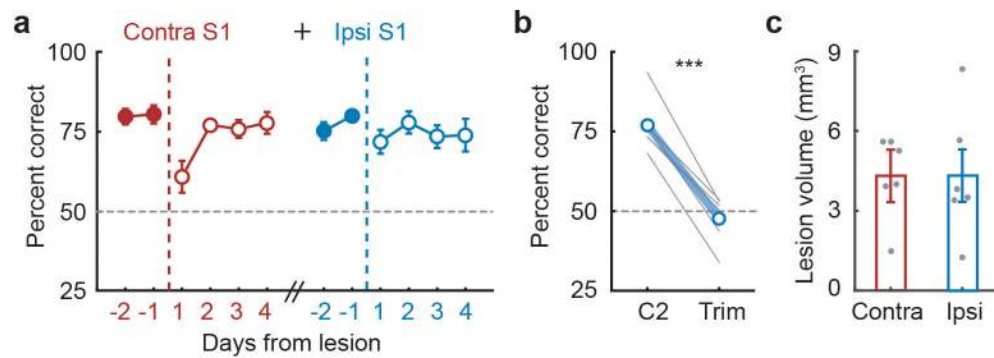 a
Contra S1 + Ipsi S1
Percent correct
100
75
50
25
-2 -1 1 2 3 4 -2 -1 1 2 3 4
Days from lesion
b
Percent correct
100
75
50
25
***
C2 Trim
c
Lesion volume (mm³)
9
6
3
0
Contra Ipsi